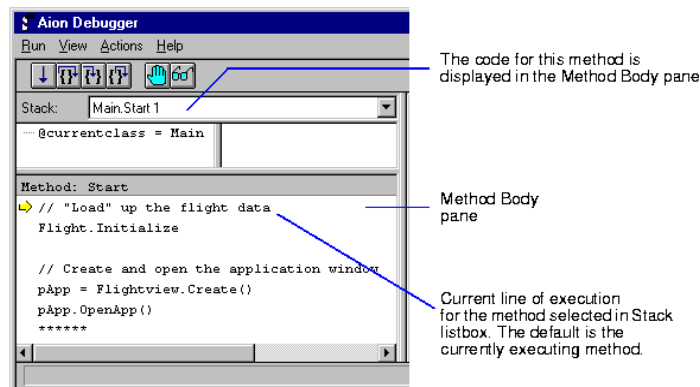 Aion Debugger
Run View Actions Help
Stack: Main.Start 1
@currentclass = Main
Method: Start
// "Load" up the flight data
Flight.Initialize
// Create and open the application window
pApp = Flightview.Create()
pApp.OpenApp()
******
The code for this method is
displayed in the Method Body pane
Method Body
pane
Current line of execution
for the method selected in Stack
listbox. The default is the
currently executing method.